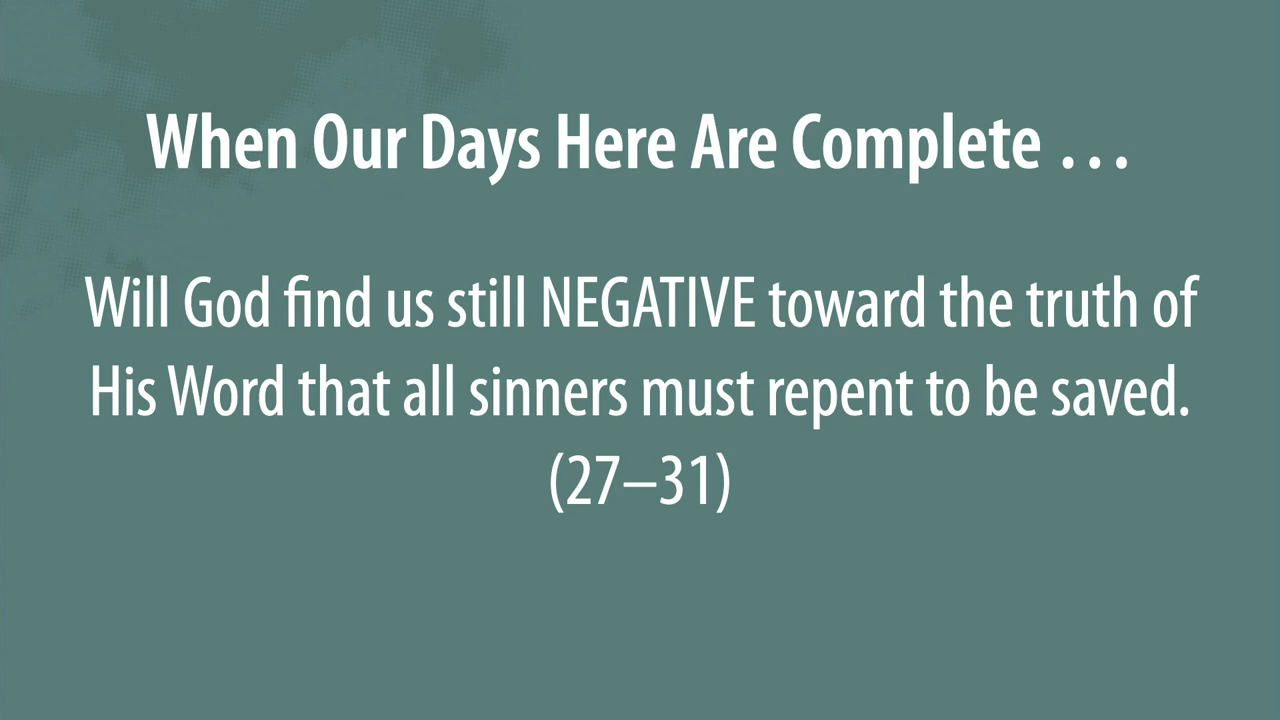 When Our Days Here Are Complete …
Will God find us still NEGATIVE toward the truth of
His Word that all sinners must repent to be saved.
(27–31)